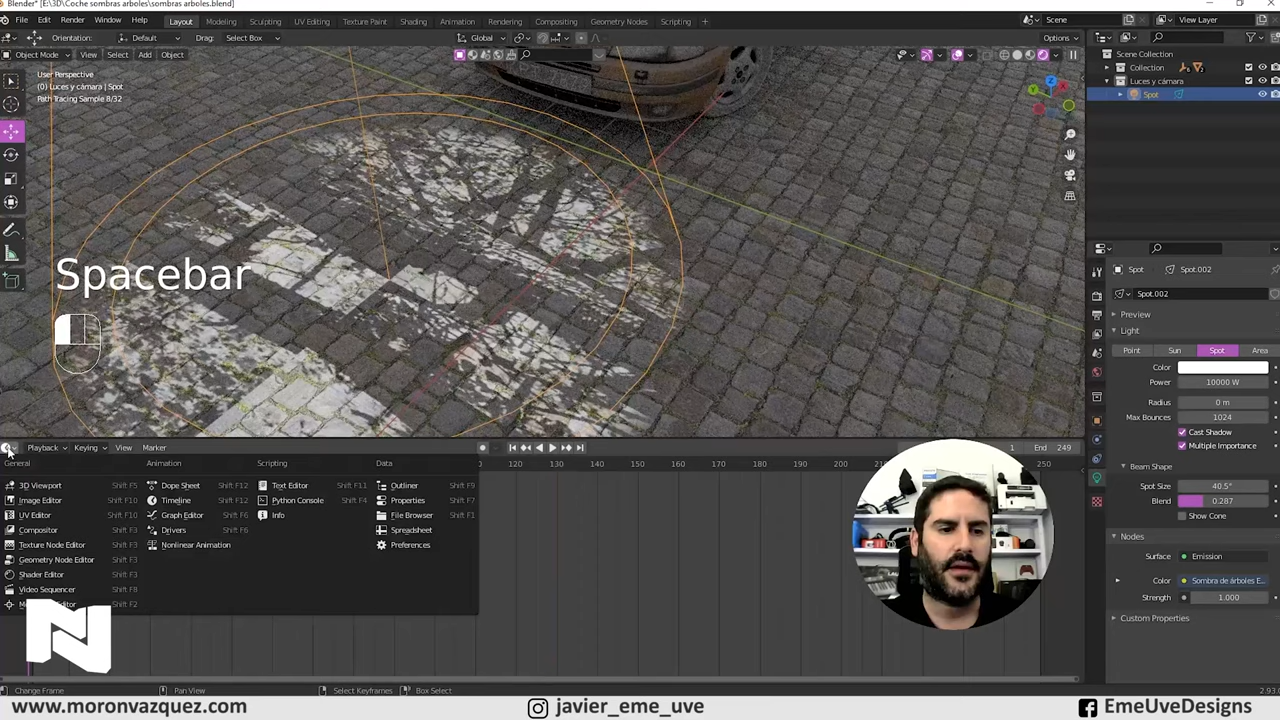 Blender* [E:\3D\Coche sombras arboles\sombras arboles.blend]
File Edit Render Window Help Layout Modeling Sculpting UV Editing Texture Paint Shading Animation Rendering Compositing Geometry Nodes Scripting + Scene View Layer
Orientation: Default Drag: Select Box Global Options
Object Mode View Select Add Object
User Perspective
(0) Luces y cámara | Spot
Path Tracing Sample 8/32
Scene Collection
Collection
Luces y cámara
Spot
Spacebar
Spot Spot.002
Spot.002
Preview
Light
Point Sun Spot Area
Color
Power 10000 W
Radius 0 m
Max Bounces 1024
Cast Shadow
Multiple Importance
Beam Shape
Spot Size 40.5°
Blend 0.287
Show Cone
Nodes
Surface Emission
Color Sombra de árboles E...
Strength 1.000
Custom Properties
Playback Keying View Marker 1 End 249
120 140 160 180 200 220 250
General Animation Scripting Data
3D Viewport Shift F5 Dope Sheet Shift F12 Text Editor Shift F11 Outliner Shift F9
Image Editor Shift F10 Timeline Shift F12 Python Console Shift F4 Properties Shift F7
UV Editor Shift F10 Graph Editor Shift F6 Info File Browser Shift F1
Compositor Shift F3 Drivers Shift F6 Spreadsheet
Texture Node Editor Shift F3 Nonlinear Animation Preferences
Geometry Node Editor Shift F3
Shader Editor Shift F3
Video Sequencer Shift F8
Shift F2
N
Change Frame Pan View Select Keyframes Box Select 2.93.0
www.moronvazquez.com javier_eme_uve EmeUveDesigns